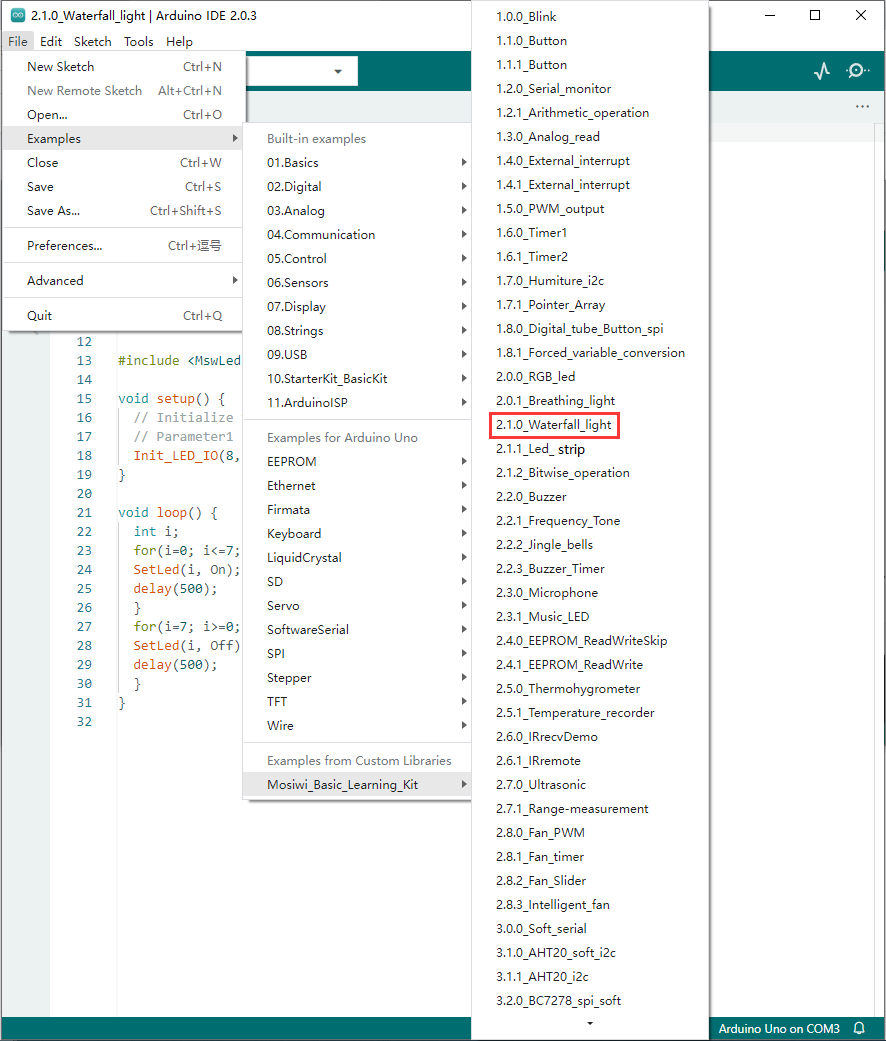 2.1.0_Waterfall_light | Arduino IDE 2.0.3
File Edit Sketch Tools Help
New Sketch Ctrl+N
New Remote Sketch Alt+Ctrl+N
Open... Ctrl+O
Examples
Close Ctrl+W
Save Ctrl+S
Save As... Ctrl+Shift+S
Preferences... Ctrl+逗号
Advanced
Quit Ctrl+Q
12
13 #include <MswLed
14
15 void setup() {
16 // Initialize
17 // Parameter1
18 Init_LED_IO(8,
19 }
20
21 void loop() {
22 int i;
23 for(i=0; i<=7;
24 SetLed(i, On);
25 delay(500);
26 }
27 for(i=7; i>=0;
28 SetLed(i, Off)
29 delay(500);
30 }
31 }
32
Built-in examples
01.Basics
02.Digital
03.Analog
04.Communication
05.Control
06.Sensors
07.Display
08.Strings
09.USB
10.StarterKit_BasicKit
11.ArduinoISP
Examples for Arduino Uno
EEPROM
Ethernet
Firmata
Keyboard
LiquidCrystal
SD
Servo
SoftwareSerial
SPI
Stepper
TFT
Wire
Examples from Custom Libraries
Mosiwi_Basic_Learning_Kit
1.0.0_Blink
1.1.0_Button
1.1.1_Button
1.2.0_Serial_monitor
1.2.1_Arithmetic_operation
1.3.0_Analog_read
1.4.0_External_interrupt
1.4.1_External_interrupt
1.5.0_PWM_output
1.6.0_Timer1
1.6.1_Timer2
1.7.0_Humiture_i2c
1.7.1_Pointer_Array
1.8.0_Digital_tube_Button_spi
1.8.1_Forced_variable_conversion
2.0.0_RGB_led
2.0.1_Breathing_light
2.1.0_Waterfall_light
2.1.1_Led_ strip
2.1.2_Bitwise_operation
2.2.0_Buzzer
2.2.1_Frequency_Tone
2.2.2_Jingle_bells
2.2.3_Buzzer_Timer
2.3.0_Microphone
2.3.1_Music_LED
2.4.0_EEPROM_ReadWriteSkip
2.4.1_EEPROM_ReadWrite
2.5.0_Thermohygrometer
2.5.1_Temperature_recorder
2.6.0_IRrecvDemo
2.6.1_IRremote
2.7.0_Ultrasonic
2.7.1_Range-measurement
2.8.0_Fan_PWM
2.8.1_Fan_timer
2.8.2_Fan_Slider
2.8.3_Intelligent_fan
3.0.0_Soft_serial
3.1.0_AHT20_soft_i2c
3.1.1_AHT20_i2c
3.2.0_BC7278_spi_soft
Arduino Uno on COM3